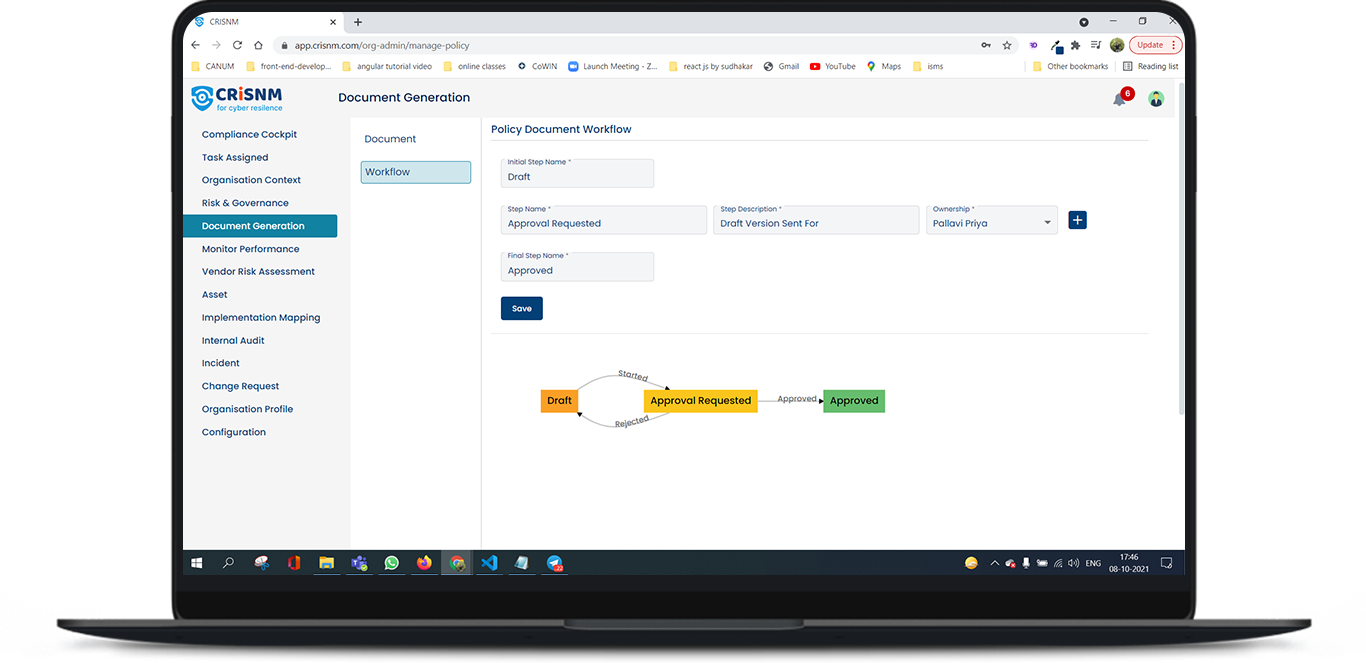 CRISNM
app.crisnm.com/org-admin/manage-policy
Update
CANUM
front-end-develop...
angular tutorial video
online classes
CoWIN
Launch Meeting - Z...
react js by sudhakar
Gmail
YouTube
Maps
isms
Other bookmarks
Reading list
CRiSNM
for cyber resilence
Document Generation
6
Compliance Cockpit
Task Assigned
Organisation Context
Risk & Governance
Document Generation
Monitor Performance
Vendor Risk Assessment
Asset
Implementation Mapping
Internal Audit
Incident
Change Request
Organisation Profile
Configuration
Document
Workflow
Policy Document Workflow
Initial Step Name *
Draft
Step Name *
Approval Requested
Step Description *
Draft Version Sent For
Ownership *
Pallavi Priya
Final Step Name *
Approved
Save
Started
Draft
Approval Requested
Approved
Approved
Rejected
ENG
17:46
08-10-2021